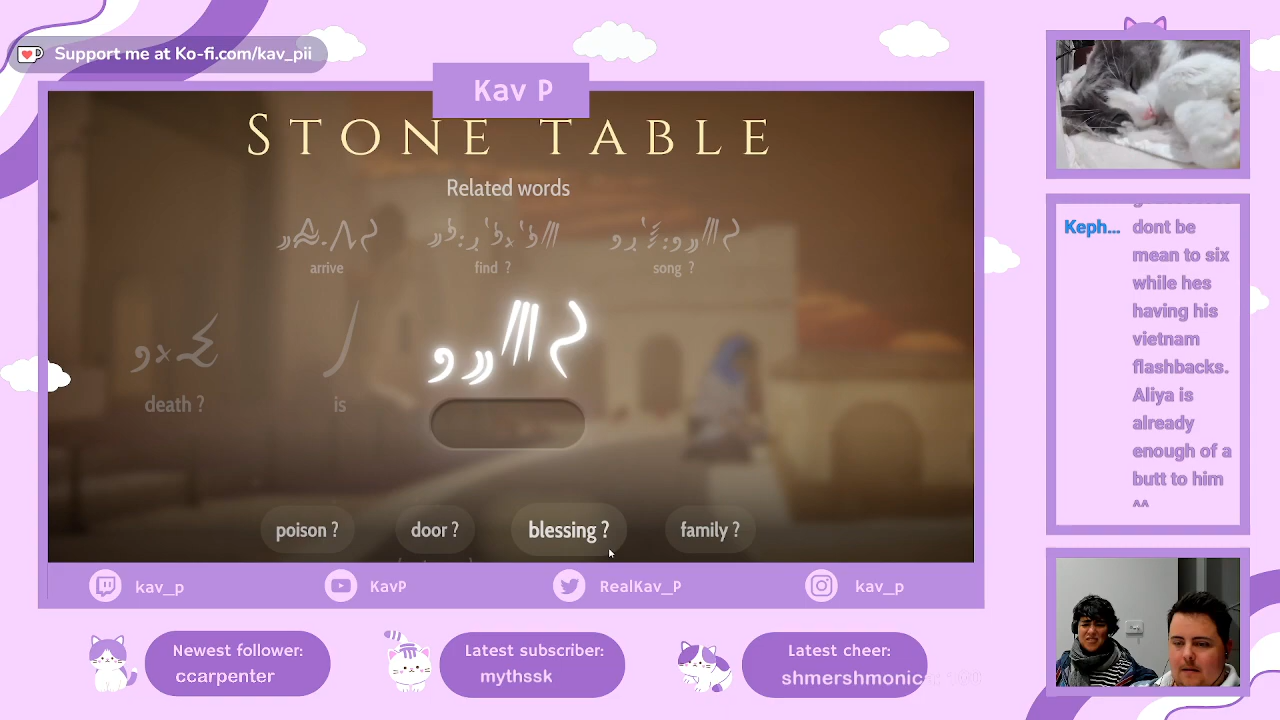 Support me at Ko-fi.com/kav_pii
Kav P
STONE TABLE
Related words
arrive
find ?
song ?
death ?
is
poison ?
door ?
blessing ?
family ?
kav_p
KavP
RealKav_P
kav_p
Newest follower:
ccarpenter
Latest subscriber:
mythssk
Latest cheer:
shmershmonica:
Keph... dont be
mean to six
while hes
having his
vietnam
flashbacks.
Aliya is
already
enough of a
butt to him
^^